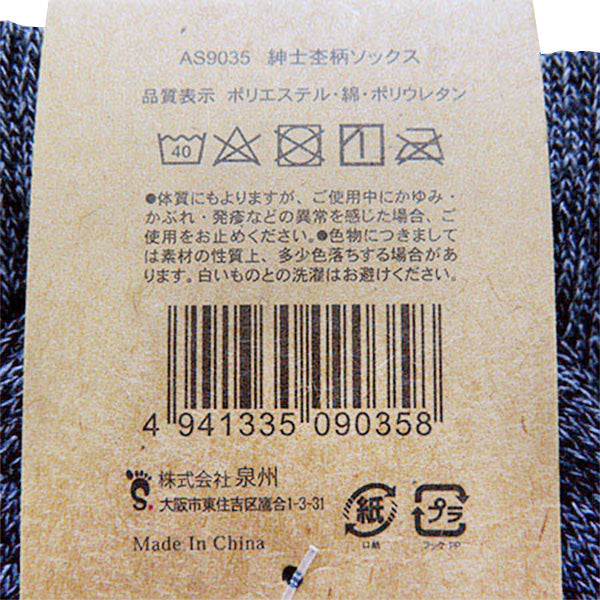 AS9035 紳士杢柄ソックス
品質表示 ポリエステル・綿・ポリウレタン
40
●体質にもよりますが、ご使用中にかゆみ・
かぶれ・発疹などの異常を感じた場合、ご
使用をお止めください。●色物につきまして
は素材の性質上、多少色落ちする場合があ
ります。白いものとの洗濯はお避けください。
4 941335 090358
株式会社 泉州
大阪市東住吉区鷹合1-3-31
Made In China
紙
プラ
フック PP